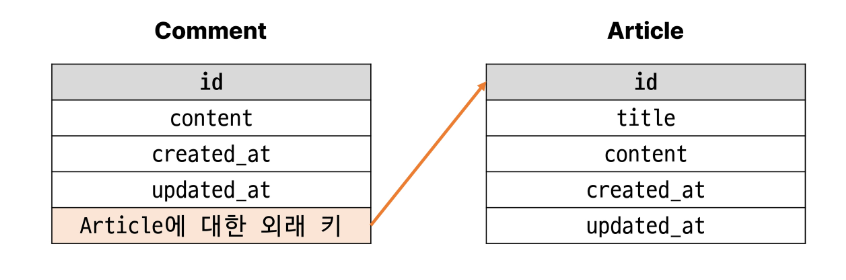 Comment
id
content
created_at
updated_at
Article에 대한 외래 키
Article
id
title
content
created_at
updated_at